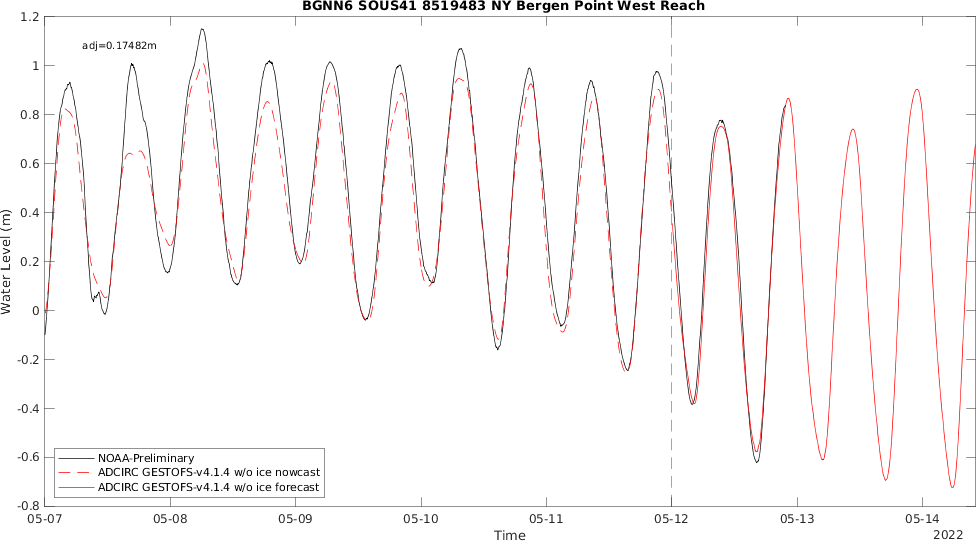 BGNN6 SOUS41 8519483 NY Bergen Point West Reach
adj=0.17482m
1.2
1
0.8
0.6
0.4
0.2
0
-0.2
-0.4
-0.6
-0.8
Water Level (m)
NOAA-Preliminary
ADCIRC GESTOFS-v4.1.4 w/o ice nowcast
ADCIRC GESTOFS-v4.1.4 w/o ice forecast
05-07 05-08 05-09 05-10 05-11 05-12 05-13 05-14
Time
2022